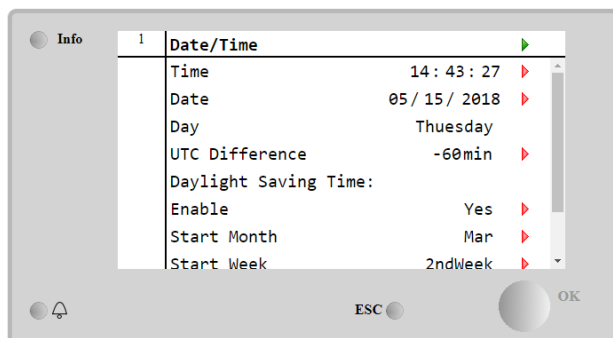 Info
1 Date/Time
Time 14:43:27
Date 05/15/2018
Day Thuesday
UTC Difference -60min
Daylight Saving Time:
Enable Yes
Start Month Mar
Start Week 2ndWeek
ESC
OK